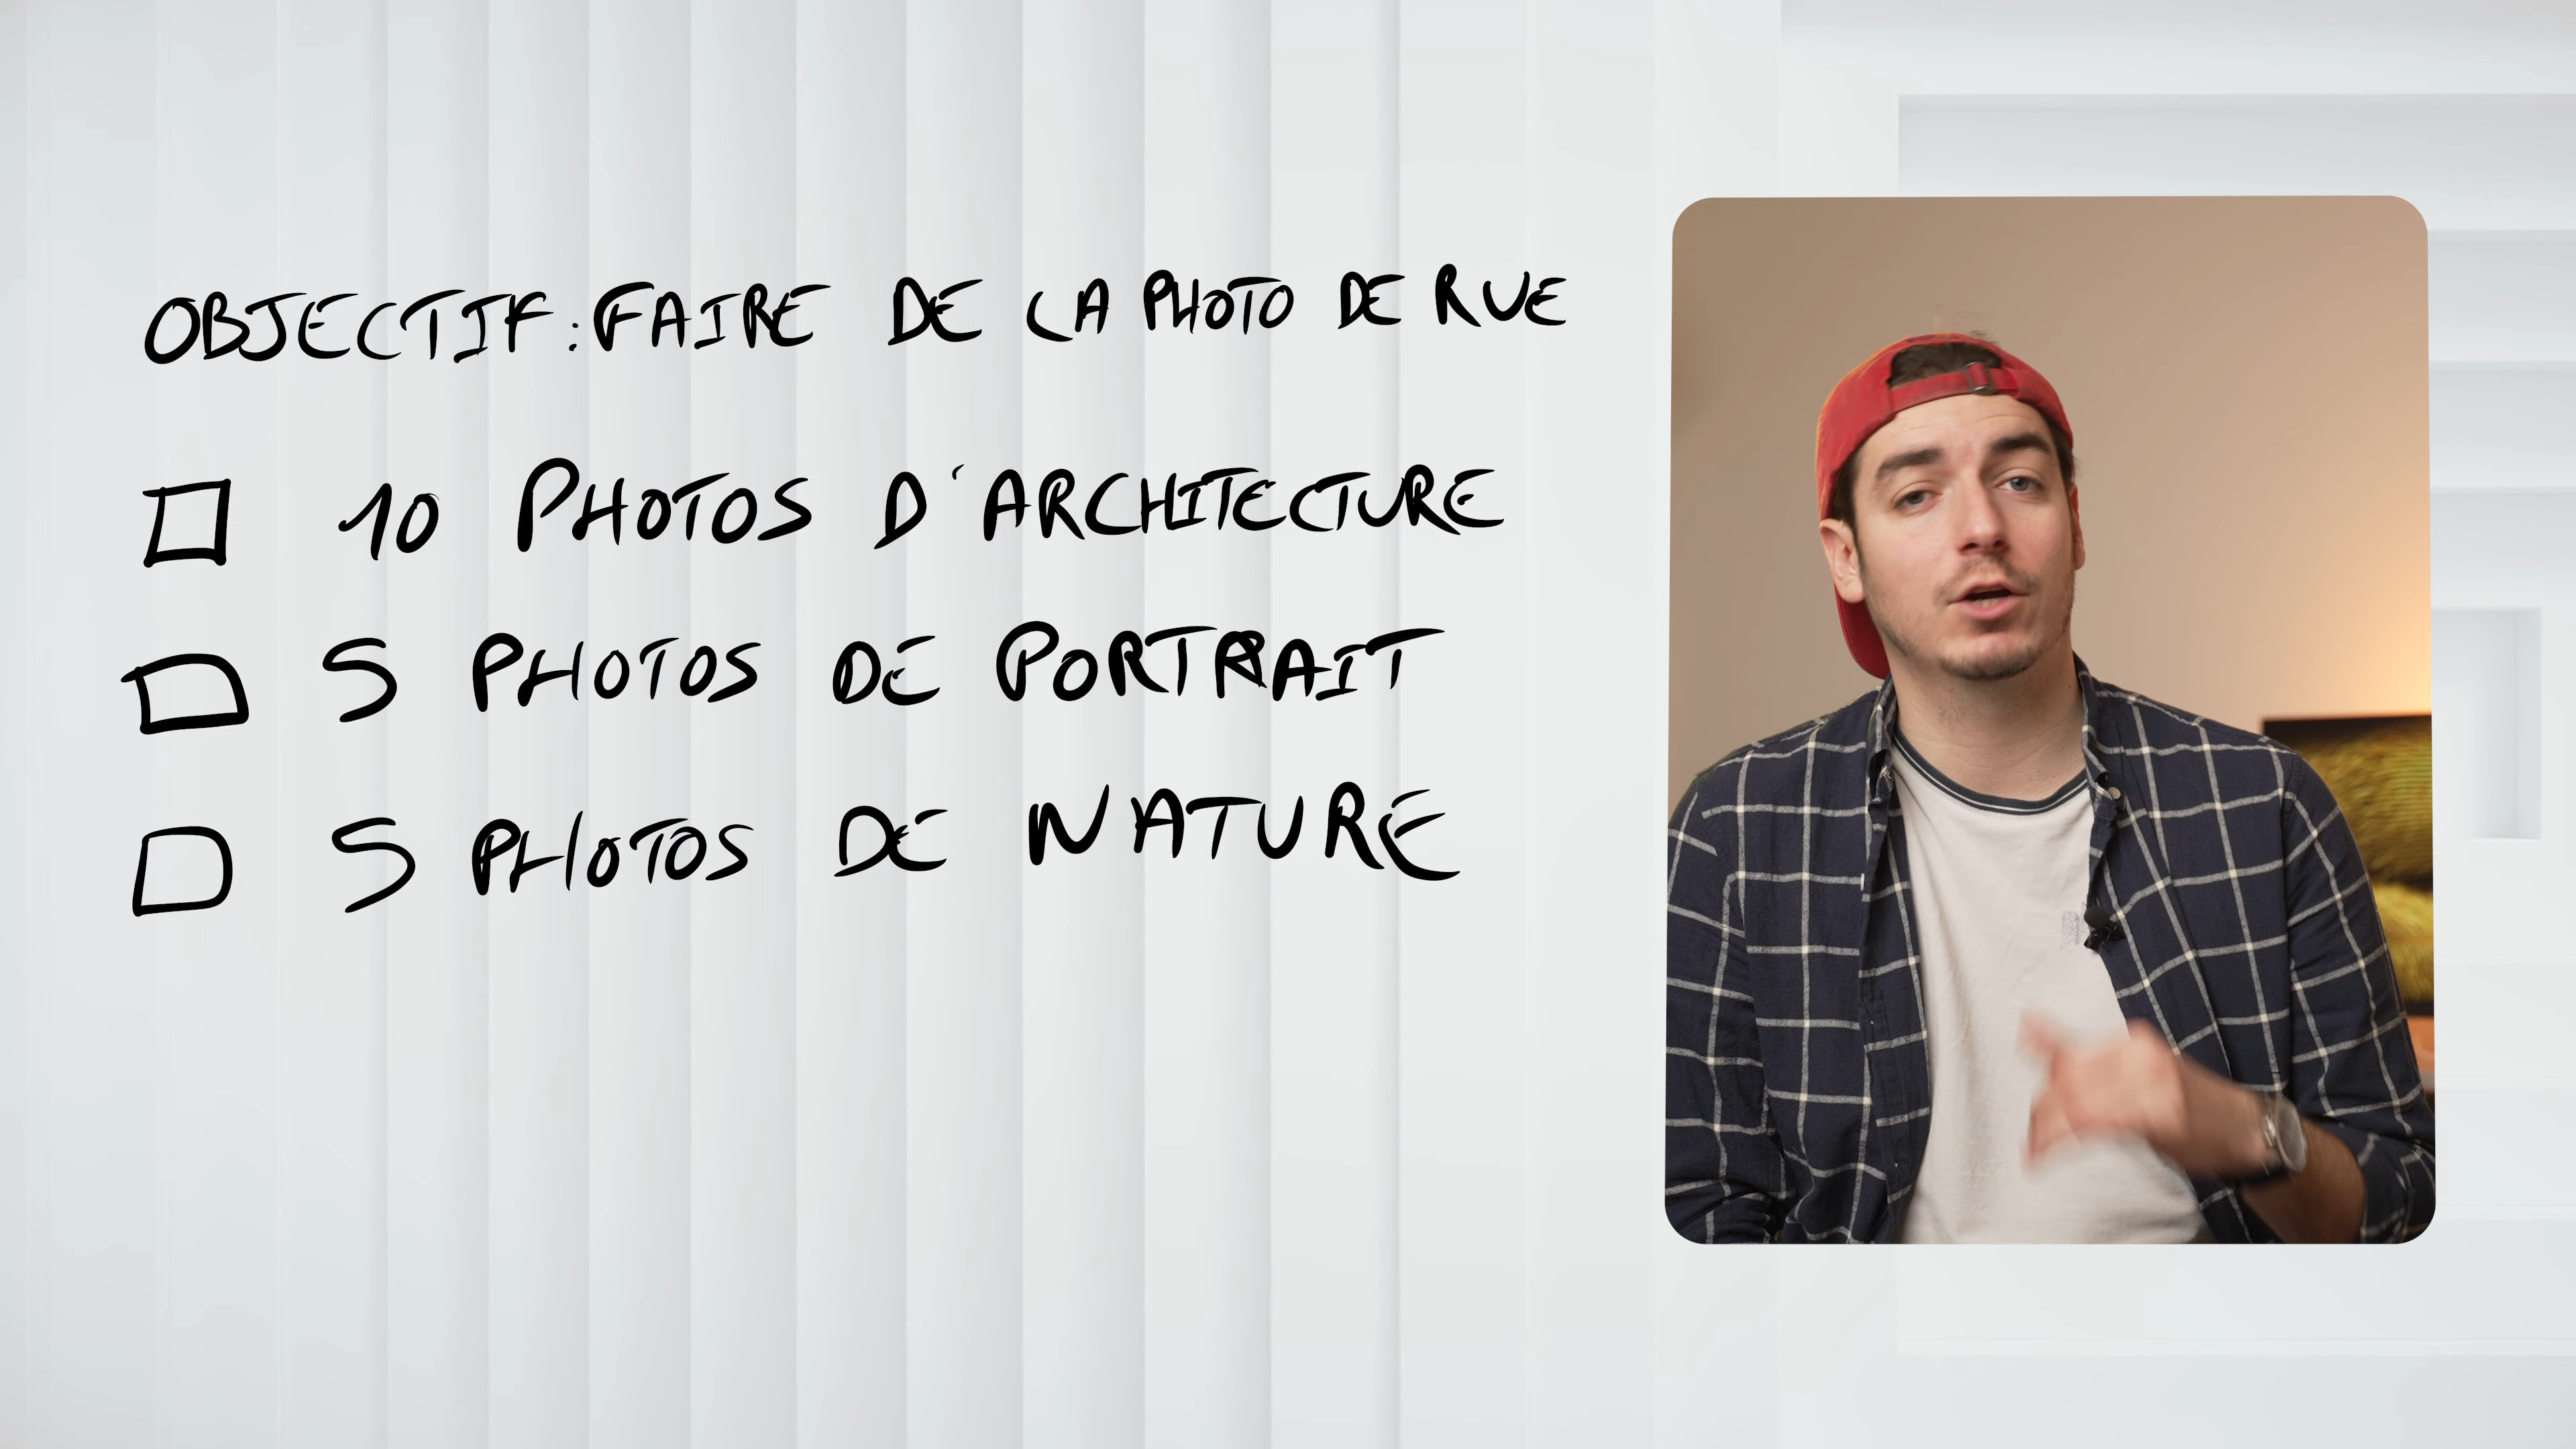 OBJECTIF : FAIRE DE LA PHOTO DE RUE
10 PHOTOS D'ARCHITECTURE
5 PHOTOS DE PORTRAIT
5 PHOTOS DE NATURE